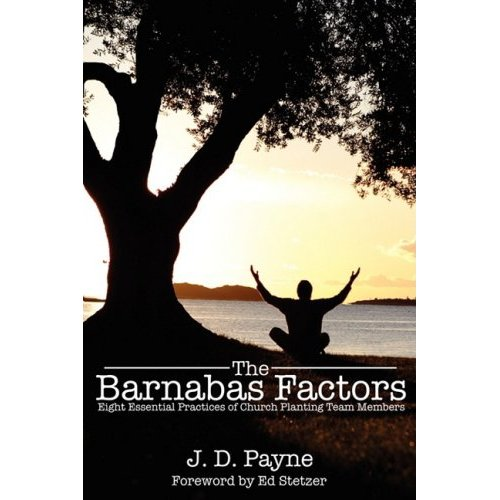 The
Barnabas Factors
Eight Essential Practices of Church Planting Team Members
J. D. Payne
Foreword by Ed Stetzer